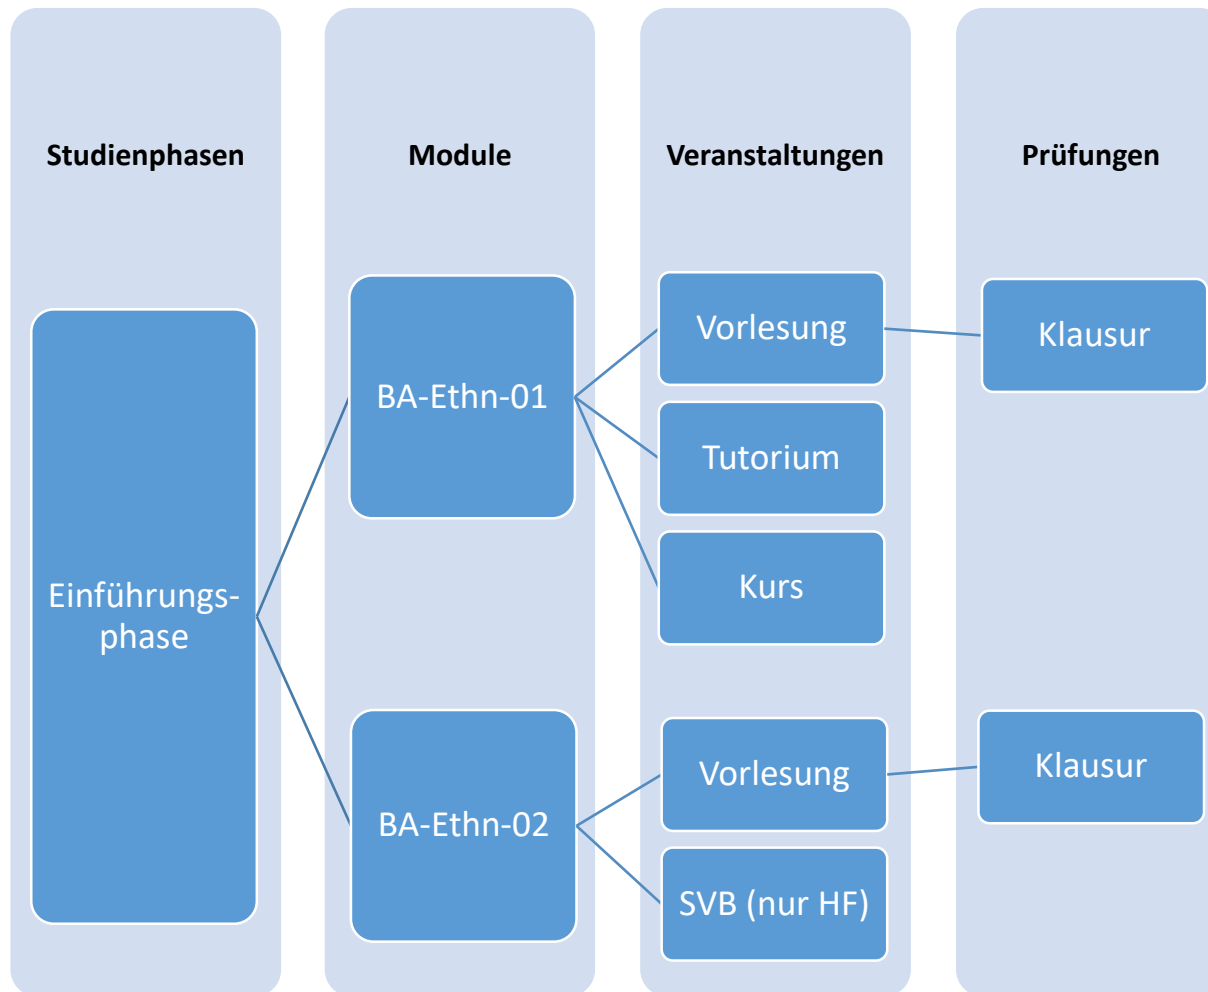 Studienphasen
Module
Veranstaltungen
Prüfungen
Einführungs-
phase
BA-Ethn-01
Vorlesung
Klausur
Tutorium
Kurs
BA-Ethn-02
Vorlesung
Klausur
SVB (nur HF)